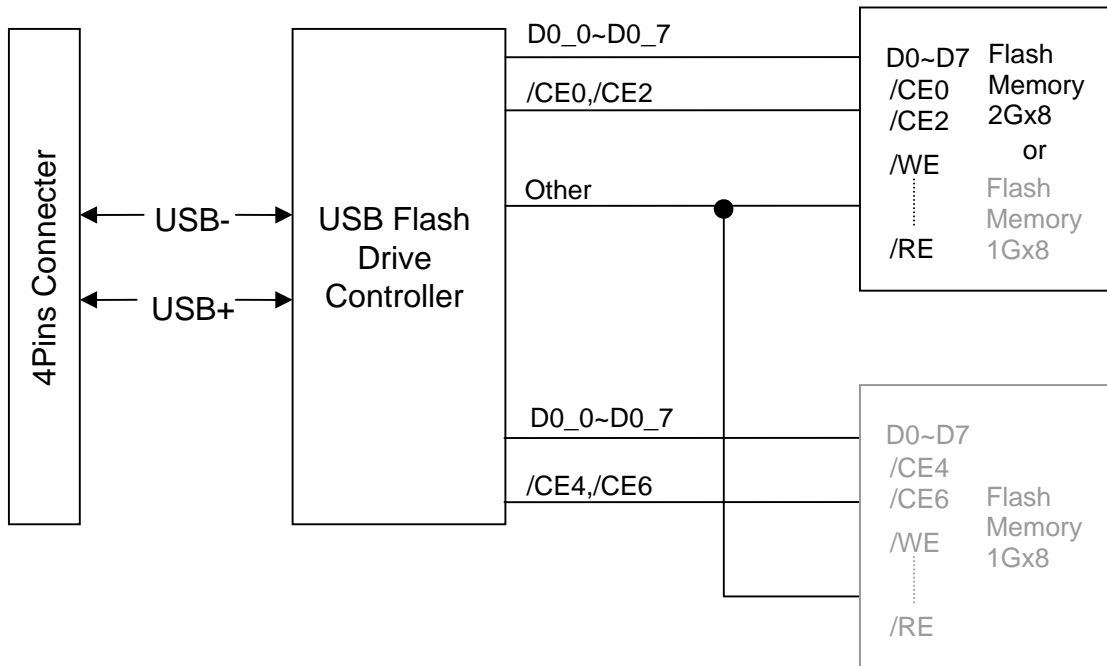 4Pins Connecter
USB-
USB+
USB Flash
Drive
Controller
D0_0~D0_7
/CE0,/CE2
Other
D0~D7
/CE0
/CE2
/WE
/RE
Flash
Memory
2Gx8
or
Flash
Memory
1Gx8
D0_0~D0_7
/CE4,/CE6
D0~D7
/CE4
/CE6
/WE
/RE
Flash
Memory
1Gx8